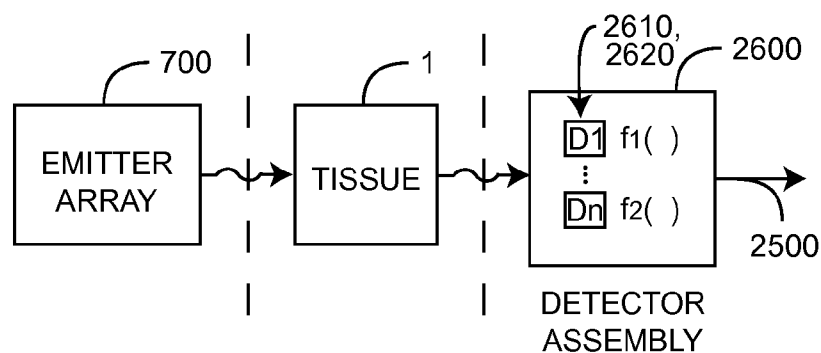 700
1
2610,
2620
2600
EMITTER
ARRAY
TISSUE
D1 f1( )
Dn f2( )
2500
DETECTOR
ASSEMBLY